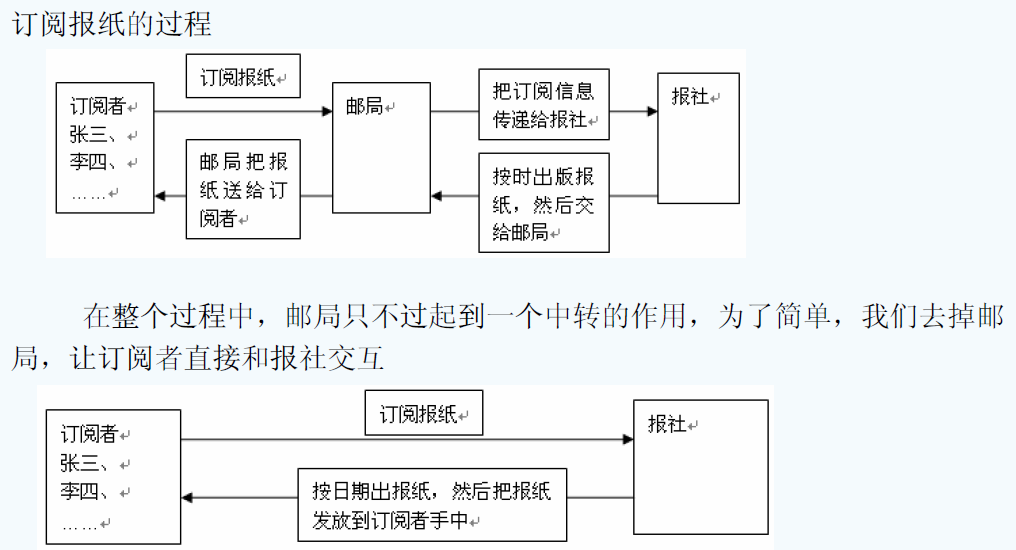 订阅报纸的过程
订阅报纸
订阅者
张三、
李四、
……
邮局
把订阅信息
传递给报社
报社
邮局把报
纸送给订
阅者
按时出版报
纸，然后交
给邮局
在整个过程中，邮局只不过起到一个中转的作用，为了简单，我们去掉邮
局，让订阅者直接和报社交互
订阅报纸
订阅者
张三、
李四、
……
报社
按日期出报纸，然后把报纸
发放到订阅者手中